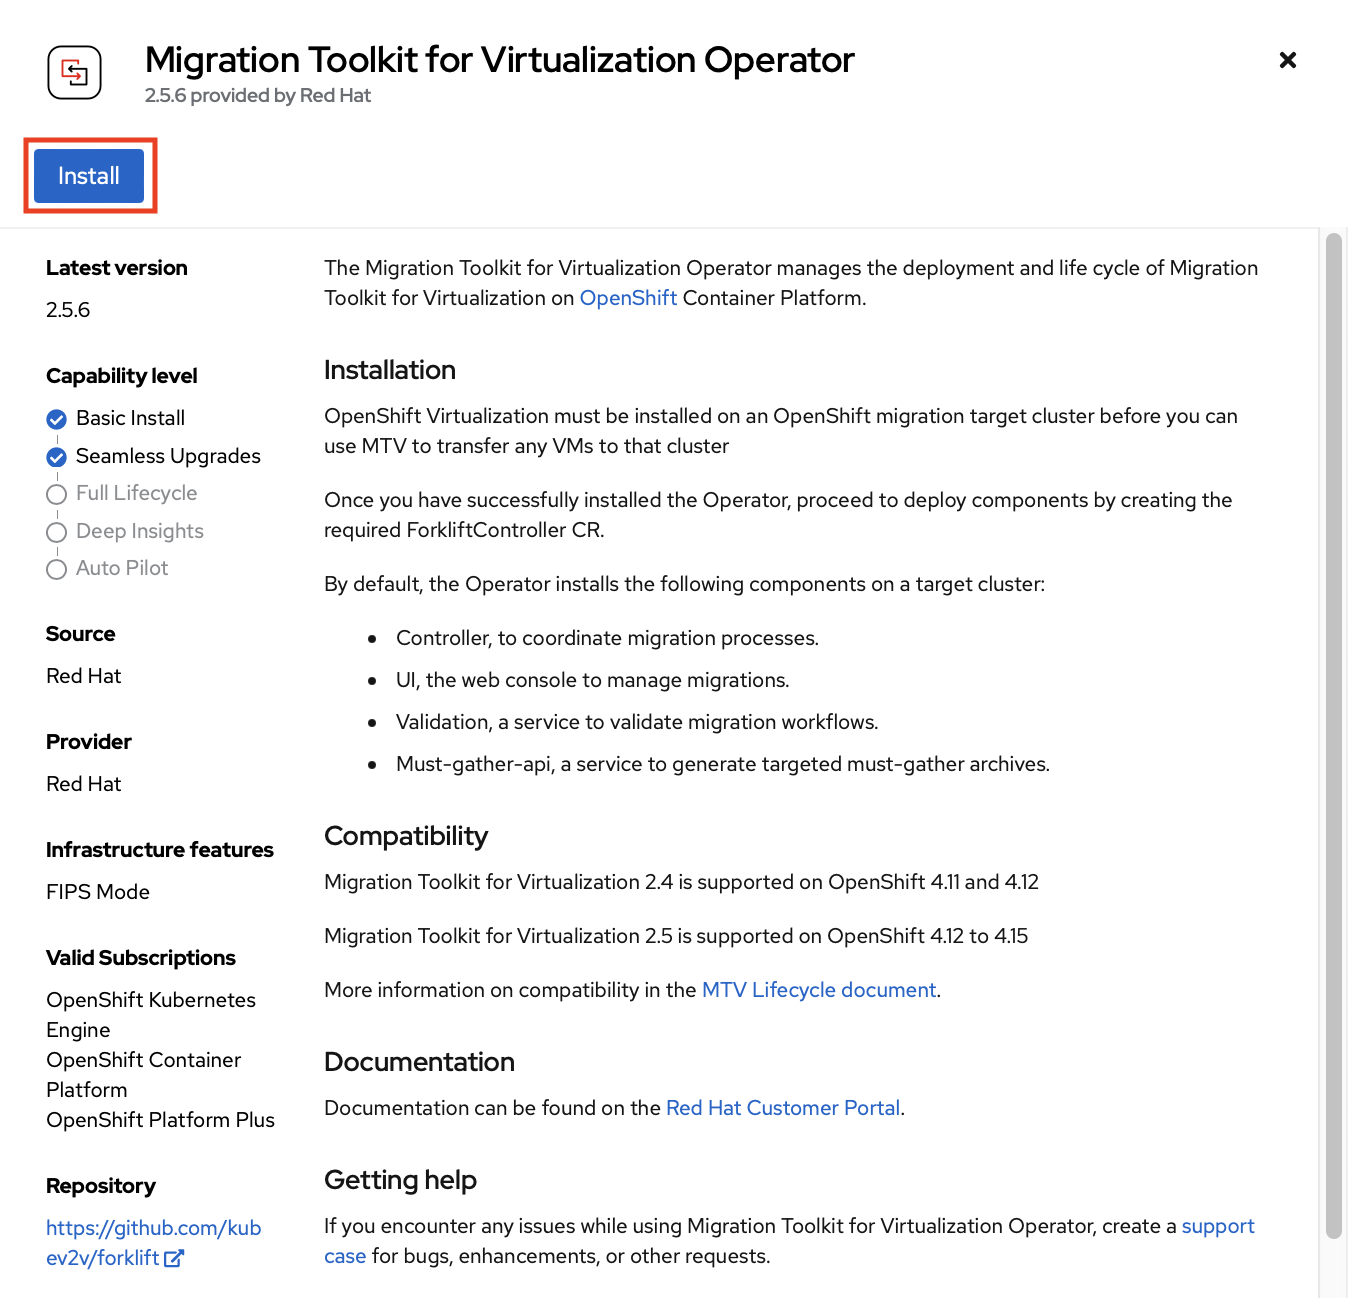 Migration Toolkit for Virtualization Operator
2.5.6 provided by Red Hat
Install
Latest version
2.5.6
Capability level
Basic Install
Seamless Upgrades
Full Lifecycle
Deep Insights
Auto Pilot
Source
Red Hat
Provider
Red Hat
Infrastructure features
FIPS Mode
Valid Subscriptions
OpenShift Kubernetes
Engine
OpenShift Container
Platform
OpenShift Platform Plus
Repository
https://github.com/kub
ev2v/forklift
The Migration Toolkit for Virtualization Operator manages the deployment and life cycle of Migration
Toolkit for Virtualization on OpenShift Container Platform.
Installation
OpenShift Virtualization must be installed on an OpenShift migration target cluster before you can
use MTV to transfer any VMs to that cluster
Once you have successfully installed the Operator, proceed to deploy components by creating the
required ForkliftController CR.
By default, the Operator installs the following components on a target cluster:
• Controller, to coordinate migration processes.
• UI, the web console to manage migrations.
• Validation, a service to validate migration workflows.
• Must-gather-api, a service to generate targeted must-gather archives.
Compatibility
Migration Toolkit for Virtualization 2.4 is supported on OpenShift 4.11 and 4.12
Migration Toolkit for Virtualization 2.5 is supported on OpenShift 4.12 to 4.15
More information on compatibility in the MTV Lifecycle document.
Documentation
Documentation can be found on the Red Hat Customer Portal.
Getting help
If you encounter any issues while using Migration Toolkit for Virtualization Operator, create a support
case for bugs, enhancements, or other requests.